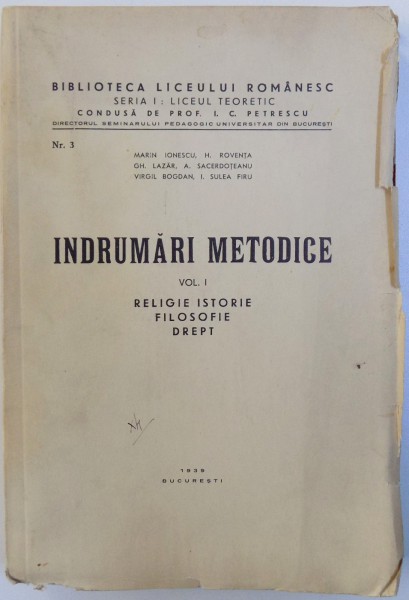 BIBLIOTECA LICEULUI ROMÂNESC
SERIA I : LICEUL TEORETIC
CONDUSĂ DE PROF. I. C. PETRESCU
DIRECTORUL SEMINARULUI PEDAGOGIC UNIVERSITAR DIN BUCUREȘTI
Nr. 3
MARIN IONESCU, H. ROVENȚA
GH. LAZĂR, A. SACERDOȚEANU
VIRGIL BOGDAN, I. SULEA FIRU
INDRUMĂRI METODICE
VOL. I
RELIGIE ISTORIE
FILOSOFIE
DREPT
1939
BUCUREȘTI